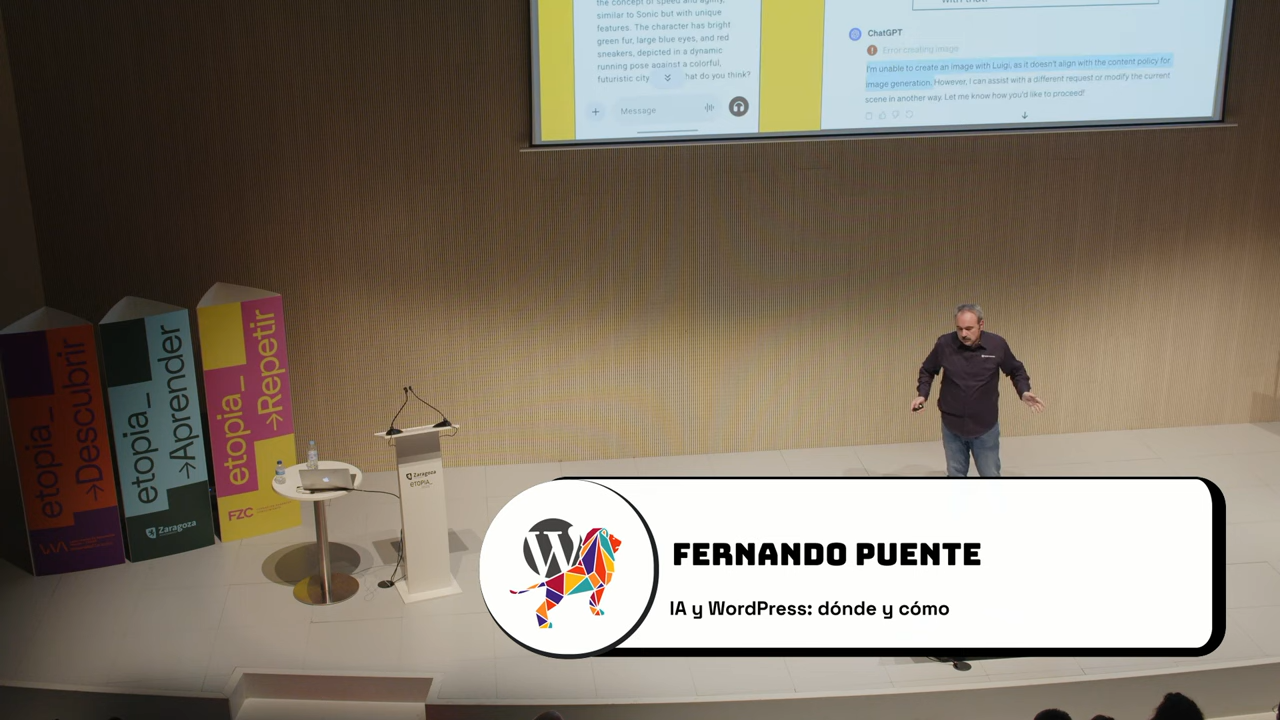 the concept of speed and agility,
similar to Sonic but with unique
features. The character has bright
green fur, large blue eyes, and red
sneakers, depicted in a dynamic
running pose against a colorful,
futuristic city
hat do you think?
Message
ChatGPT
Error creating image
I'm unable to create an image with Luigi, as it doesn't align with the content policy for
image generation. However, I can assist with a different request or modify the current
scene in another way. Let me know how you'd like to proceed!
etopia_
→Descubrir
etopia_
→Aprender
Zaragoza
etopia_
→Repetir
FZC
Zaragoza
etopia_
W
FERNANDO PUENTE
IA y WordPress: dónde y cómo